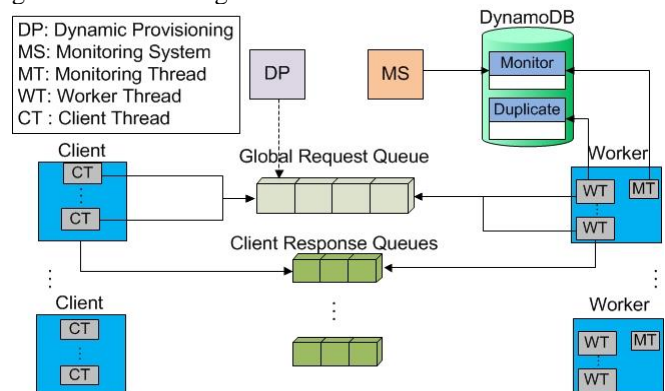 DP: Dynamic Provisioning
MS: Monitoring System
MT: Monitoring Thread
WT: Worker Thread
CT : Client Thread
DynamoDB
DP
MS
Monitor
Duplicate
Client
Global Request Queue
Worker
CT
WT
MT
CT
WT
Client Response Queues
Client
Worker
CT
WT
MT
CT
WT